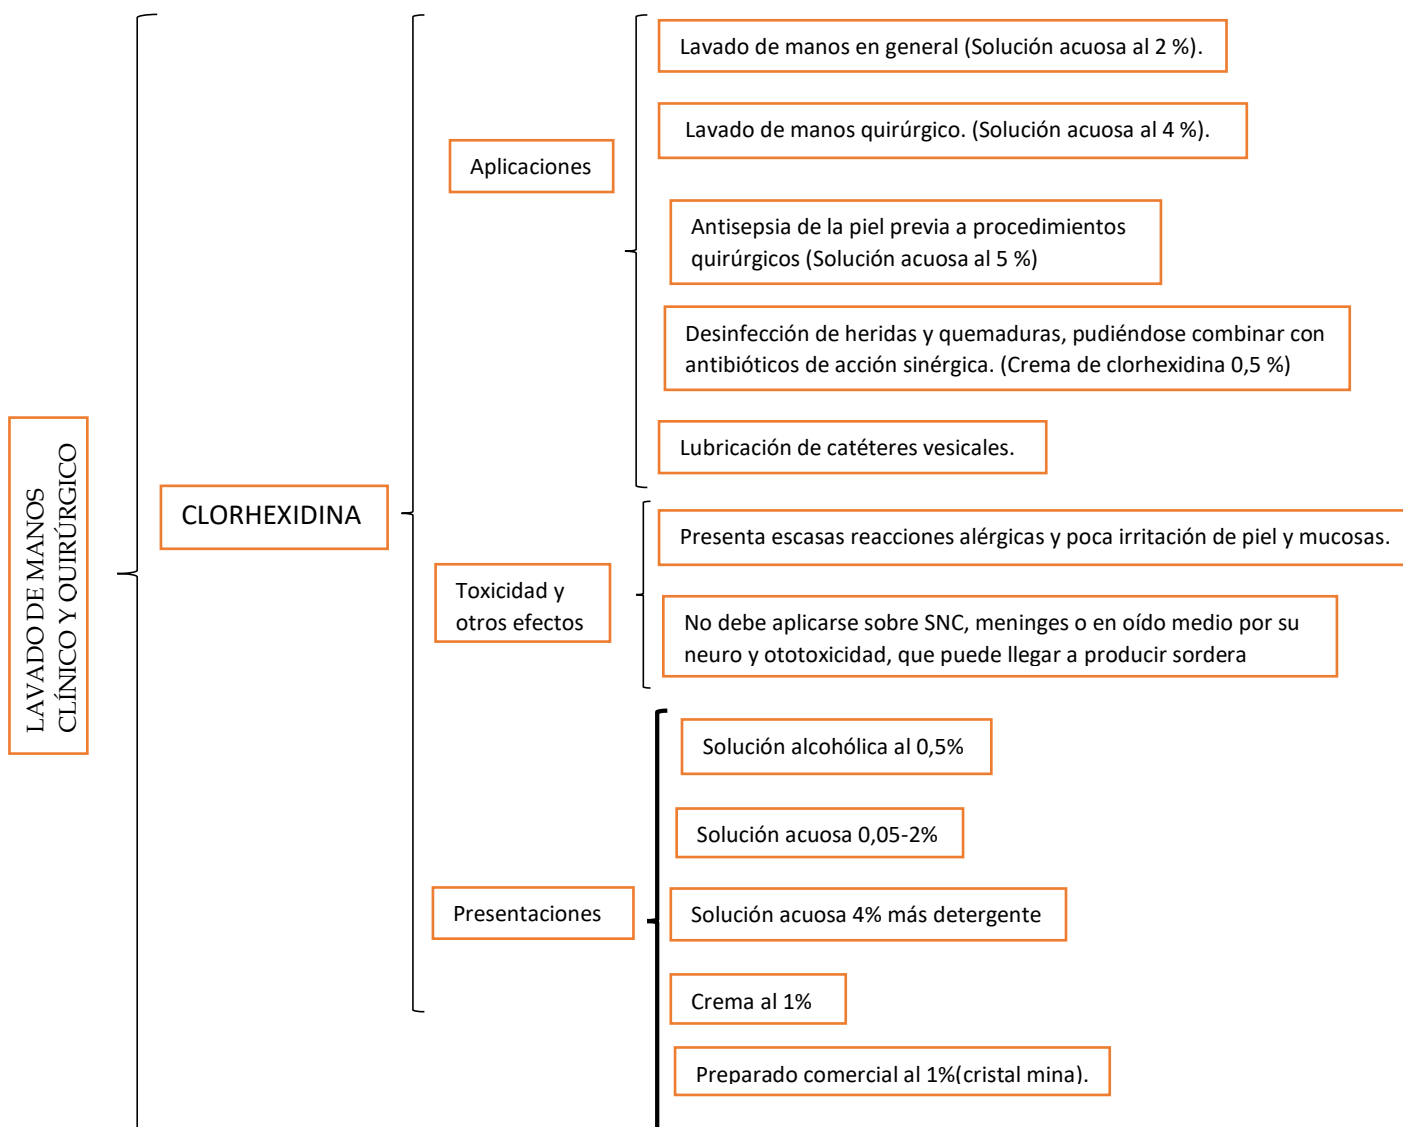 LAVADO DE MANOS
CLÍNICO Y QUIRÚRGICO
CLORHEXIDINA
Aplicaciones
Lavado de manos en general (Solución acuosa al 2 %).
Lavado de manos quirúrgico. (Solución acuosa al 4 %).
Antisepsia de la piel previa a procedimientos
quirúrgicos (Solución acuosa al 5 %)
Desinfección de heridas y quemaduras, pudiéndose combinar con
antibióticos de acción sinérgica. (Crema de clorhexidina 0,5 %)
Lubricación de catéteres vesicales.
Toxicidad y
otros efectos
Presenta escasas reacciones alérgicas y poca irritación de piel y mucosas.
No debe aplicarse sobre SNC, meninges o en oído medio por su
neuro y ototoxicidad, que puede llegar a producir sordera
Presentaciones
Solución alcohólica al 0,5%
Solución acuosa 0,05-2%
Solución acuosa 4% más detergente
Crema al 1%
Preparado comercial al 1%(cristal mina).